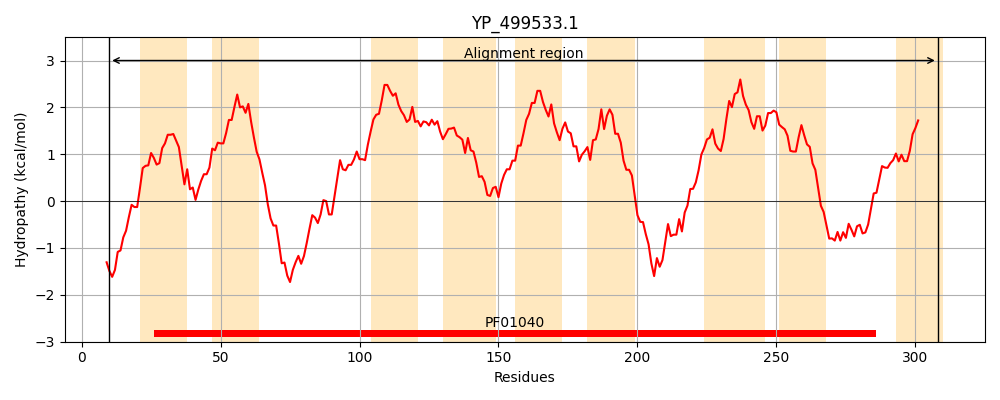 YP_499533.1
Hydropathy (kcal/mol)
3
2
1
0
−1
−2
−3
Alignment region
PF01040
0
50
100
150
200
250
300
Residues